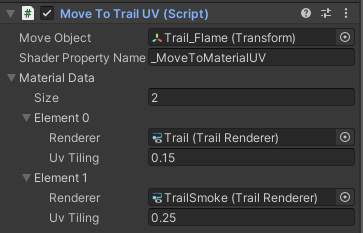 Move To Trail UV (Script)
Move Object Trail_Flame (Transform)
Shader Property Name _MoveToMaterialUV
Material Data
Size 2
Element 0
Renderer Trail (Trail Renderer)
Uv Tiling 0.15
Element 1
Renderer TrailSmoke (Trail Renderer)
Uv Tiling 0.25